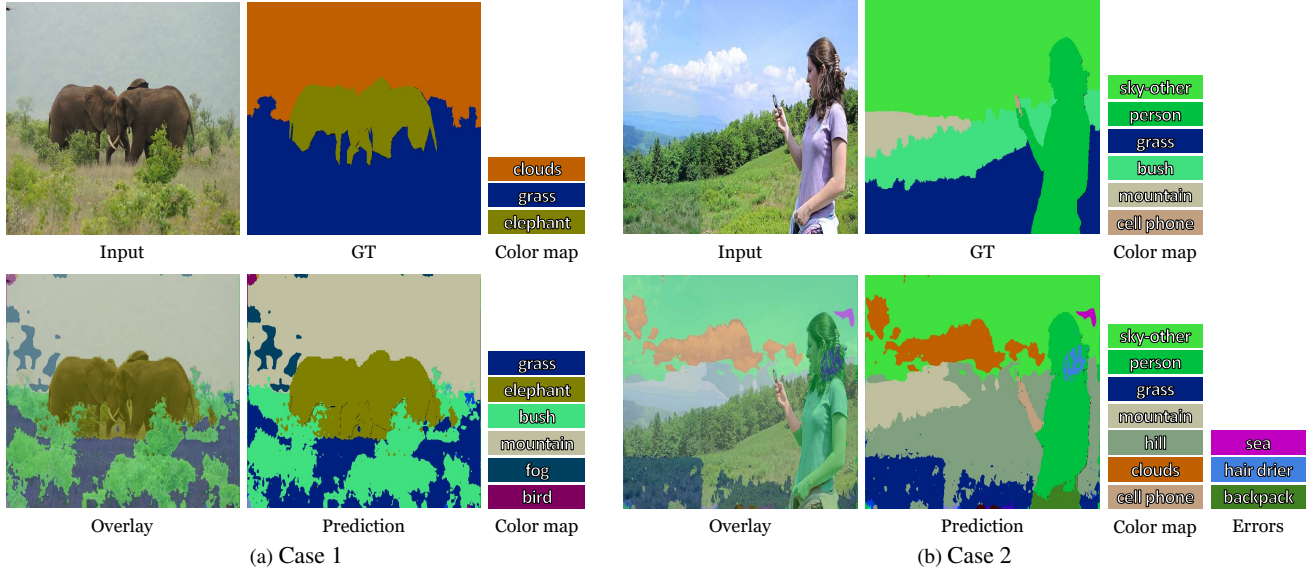 clouds
grass
elephant
Input
GT
Color map
grass
elephant
bush
mountain
fog
bird
Overlay
Prediction
Color map
(a) Case 1
sky-other
person
grass
bush
mountain
cell phone
Input
GT
Color map
sky-other
person
grass
mountain
hill
clouds
cell phone
sea
hair drier
backpack
Overlay
Prediction
Color map
Errors
(b) Case 2